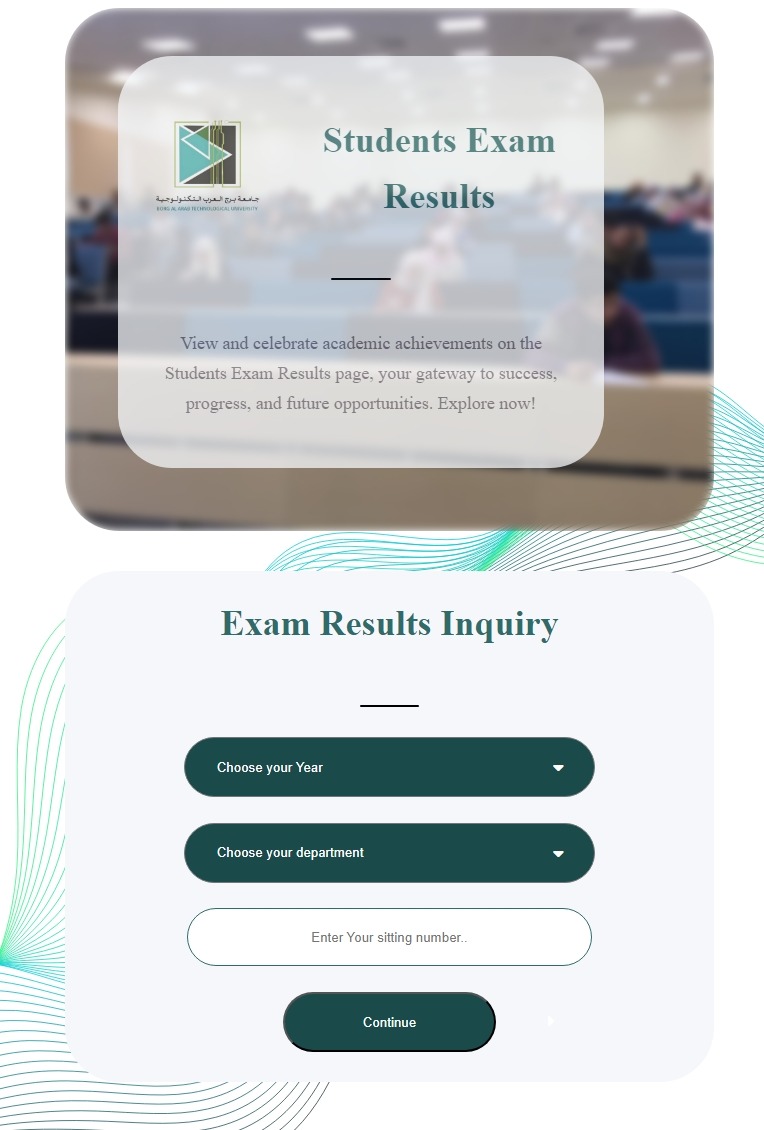 Students Exam
Results
جامعة برج العرب التكنولوجية
BORG AL ARAB TECHNOLOGICAL UNIVERSITY
View and celebrate academic achievements on the
Students Exam Results page, your gateway to success,
progress, and future opportunities. Explore now!
Exam Results Inquiry
Choose your Year
Choose your department
Enter Your sitting number..
Continue